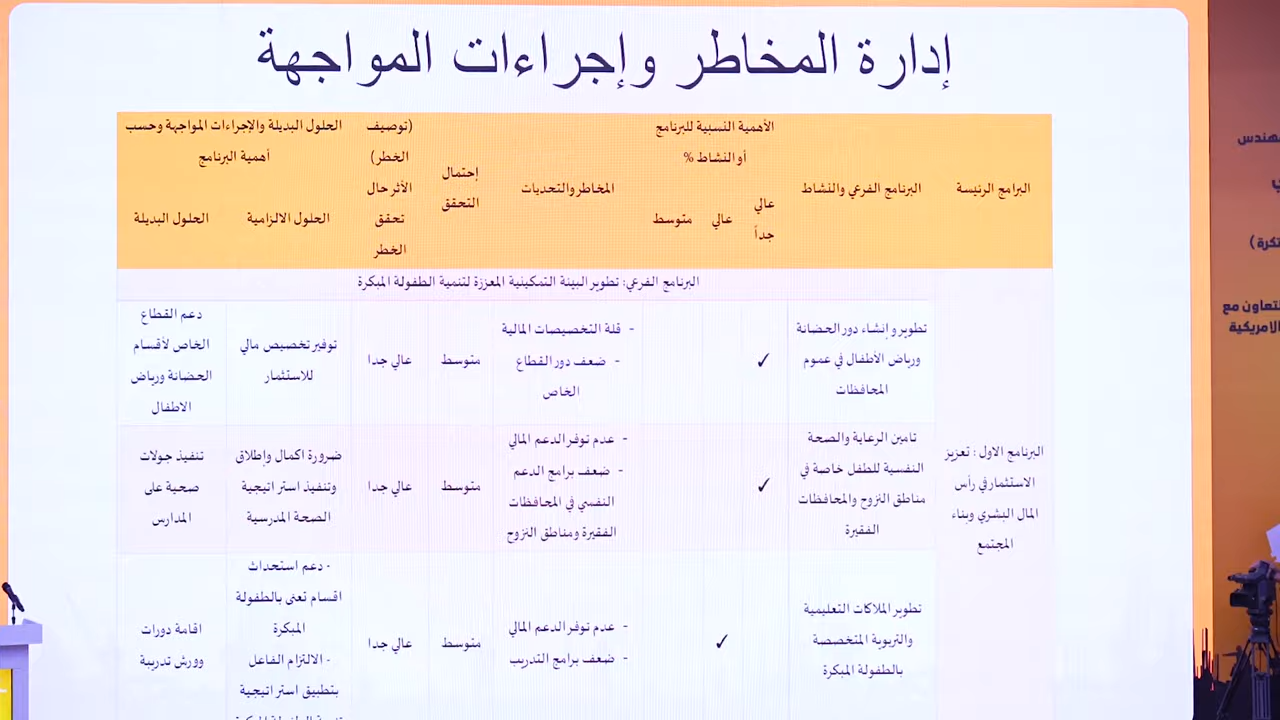 إدارة المخاطر وإجراءات المواجهة
البرامج الرئيسة
البرنامج الفرعي والنشاط
الأهمية النسبية للبرنامج
أو النشاط %
عالي
جداً
عالي
متوسط
المخاطر والتحديات
إحتمال
التحقق
(توصيف
الخطر)
الأثر حال
تحقق
الخطر
الحلول البديلة والإجراءات المواجهة وحسب
أهمية البرنامج
الحلول الالزامية
الحلول البديلة
البرنامج الفرعي: تطوير البيئة التمكينية المعززة لتنمية الطفولة المبكرة
البرنامج الاول : تعزيز
الاستثمار في رأس
المال البشري وبناء
المجتمع
تطوير و إنشاء دور الحضانة
ورياض الأطفال في عموم
المحافظات
✓
- قلة التخصيصات المالية
- ضعف دور القطاع
الخاص
متوسط
عالي جدا
توفير تخصيص مالي
للاستثمار
دعم القطاع
الخاص لأقسام
الحضانة ورياض
الاطفال
تامين الرعاية والصحة
النفسية للطفل خاصة في
مناطق النزوح والمحافظات
الفقيرة
✓
- عدم توفر الدعم المالي
- ضعف برامج الدعم
النفسي في المحافظات
الفقيرة ومناطق النزوح
متوسط
عالي جدا
ضرورة اكمال وإطلاق
وتنفيذ استراتيجية
الصحة المدرسية
تنفيذ جولات
صحية على
المدارس
تطوير الملاكات التعليمية
والتربوية المتخصصة
بالطفولة المبكرة
✓
- عدم توفر الدعم المالي
- ضعف برامج التدريب
متوسط
عالي جدا
- دعم استحداث
اقسام تعنى بالطفولة
المبكرة
- الالتزام الفاعل
بتطبيق استراتيجية
اقامة دورات
وورش تدريبية